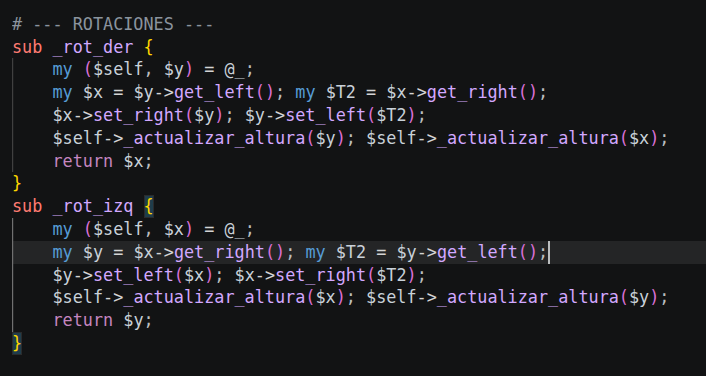 # --- ROTACIONES ---
sub _rot_der {
    my ($self, $y) = @_;
    my $x = $y->get_left(); my $T2 = $x->get_right();
    $x->set_right($y); $y->set_left($T2);
    $self->_actualizar_altura($y); $self->_actualizar_altura($x);
    return $x;
}
sub _rot_izq {
    my ($self, $x) = @_;
    my $y = $x->get_right(); my $T2 = $y->get_left();
    $y->set_left($x); $x->set_right($T2);
    $self->_actualizar_altura($x); $self->_actualizar_altura($y);
    return $y;
}